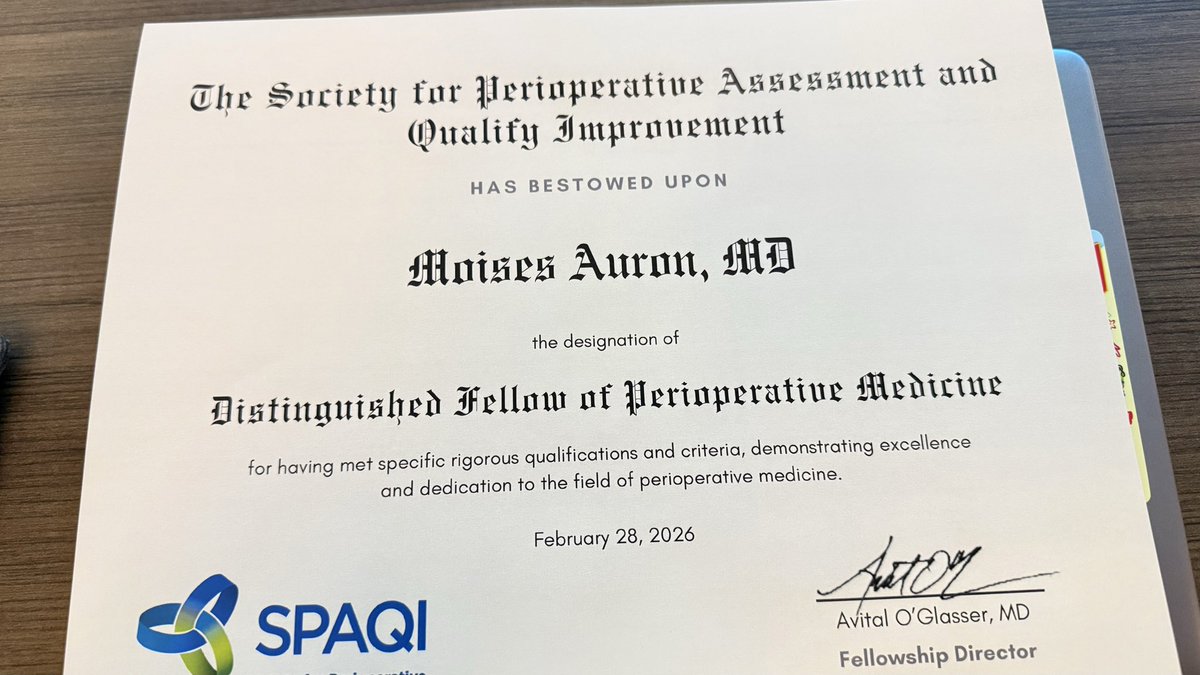 The Society for Perioperative Assessment and
Qualify Improvement
HAS BESTOWED UPON
Moises Auron, MD
the designation of
Distinguished Fellow of Perioperative Medicine
for having met specific rigorous qualifications and criteria, demonstrating excellence
and dedication to the field of perioperative medicine.
February 28, 2026
SPAQI
Avital O'Glasser, MD
Fellowship Director